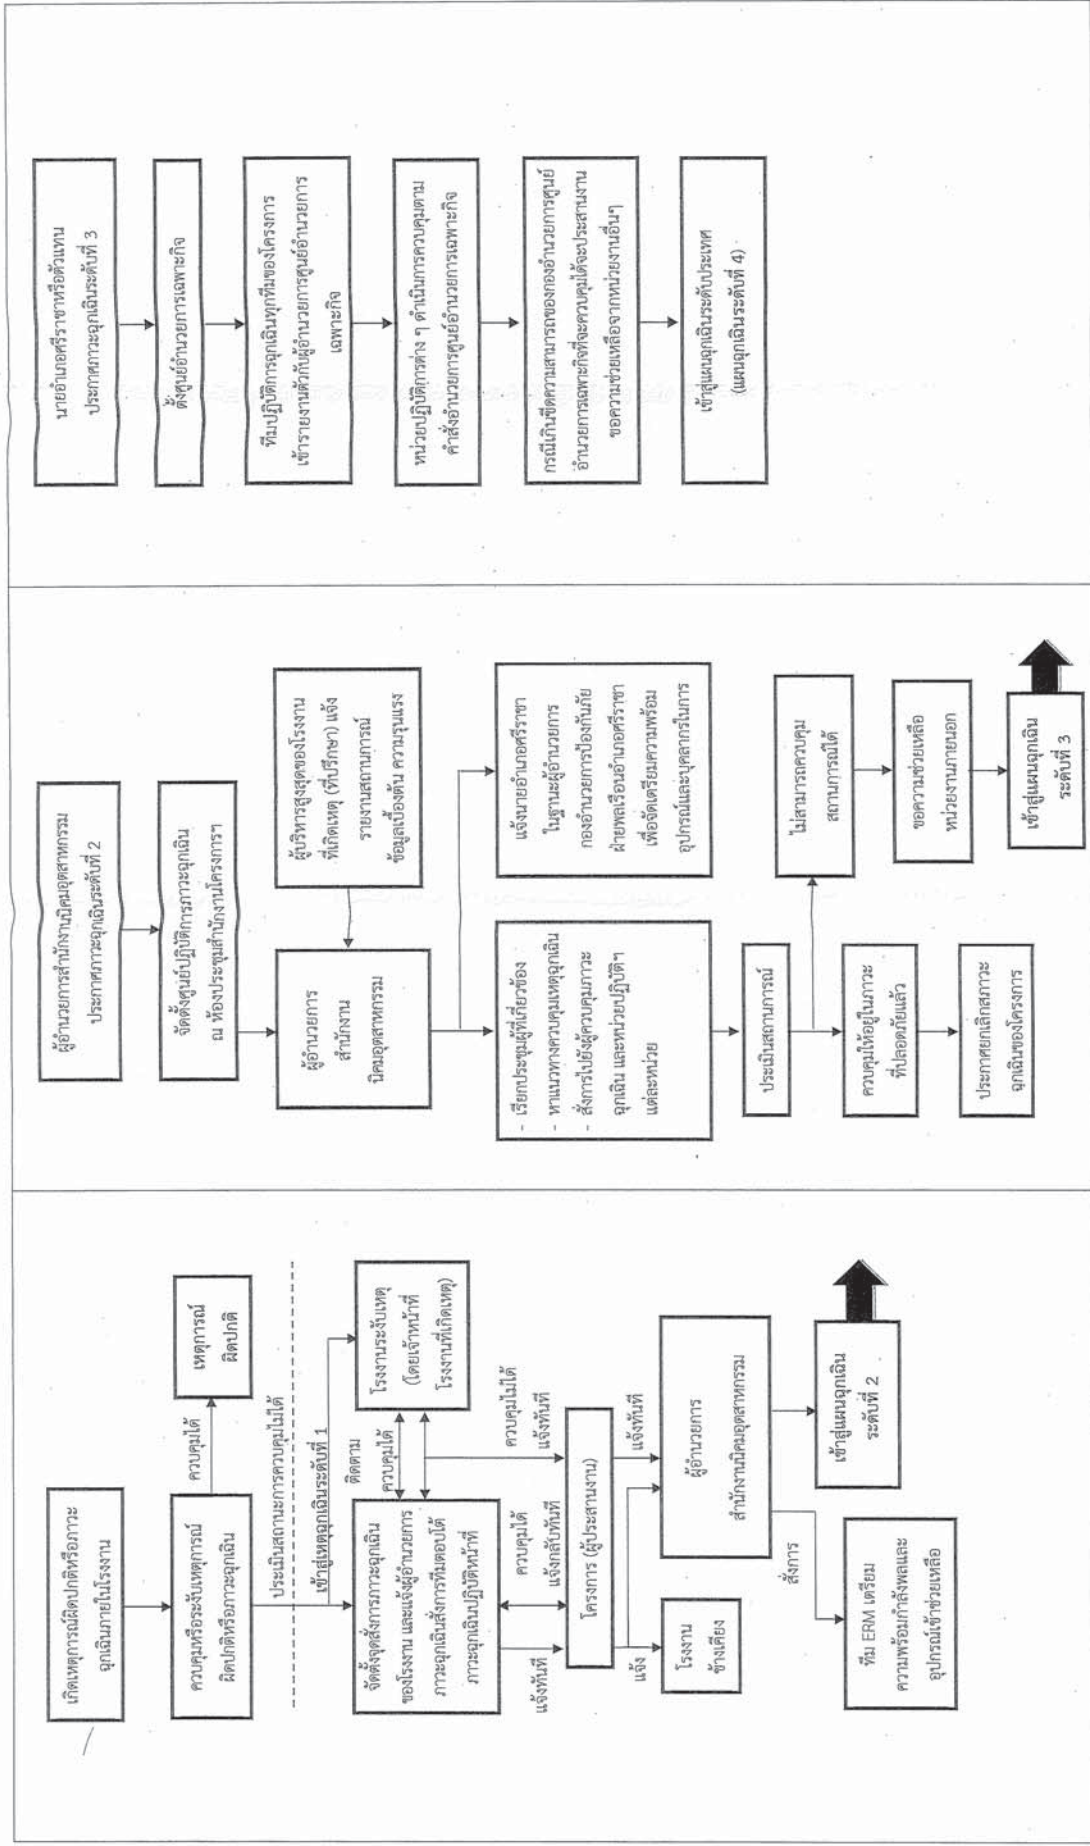 เกิดเหตุการณ์ผิดปกติหรือภาวะ
ฉุกเฉินภายในโรงงาน
ควบคุมหรือระงับเหตุการณ์
ผิดปกติหรือภาวะฉุกเฉิน
ควบคุมได้
เหตุการณ์
ผิดปกติ
ประเมินสถานะการควบคุมไม่ได้
เข้าสู่เหตุฉุกเฉินระดับที่ 1
จัดตั้งจุดสั่งการภาวะฉุกเฉิน
ของโรงงาน และแจ้งผู้อำนวยการ
ภาวะฉุกเฉินสั่งการทีมตอบโต้
ภาวะฉุกเฉินปฏิบัติหน้าที่
ติดตาม
ควบคุมได้
โรงงานระงับเหตุ
(โดยเจ้าหน้าที่
โรงงานที่เกิดเหตุ)
แจ้งทันที
ควบคุมได้
แจ้งกลับทันที
ควบคุมไม่ได้
แจ้งทันที
โครงการ (ผู้ประสานงาน)
แจ้ง
แจ้งทันที
โรงงาน
ข้างเคียง
ผู้อำนวยการ
สำนักงานนิคมอุตสาหกรรม
สั่งการ
ทีม ERM เตรียม
ความพร้อมกำลังพลและ
อุปกรณ์เข้าช่วยเหลือ
เข้าสู่แผนฉุกเฉิน
ระดับที่ 2
ผู้อำนวยการสำนักงานนิคมอุตสาหกรรม
ประกาศภาวะฉุกเฉินระดับที่ 2
จัดตั้งศูนย์ปฏิบัติการภาวะฉุกเฉิน
ณ ห้องประชุมสำนักงานโครงการฯ
ผู้อำนวยการ
สำนักงาน
นิคมอุตสาหกรรม
ผู้บริหารสูงสุดของโรงงาน
ที่เกิดเหตุ (ที่ปรึกษา) แจ้ง
รายงานสถานการณ์
ข้อมูลเบื้องต้น ความรุนแรง
- เรียกประชุมผู้ที่เกี่ยวข้อง
- หาแนวทางควบคุมเหตุฉุกเฉิน
- สั่งการไปยังผู้ควบคุมภาวะ
ฉุกเฉิน และหน่วยปฏิบัติฯ
แต่ละหน่วย
แจ้งนายอำเภอศรีราชา
ในฐานะผู้อำนวยการ
กองอำนวยการป้องกันภัย
ฝ่ายพลเรือนอำเภอศรีราชา
เพื่อจัดเตรียมความพร้อม
อุปกรณ์และบุคลากรในการ
ประเมินสถานการณ์
ควบคุมให้อยู่ในภาวะ
ที่ปลอดภัยแล้ว
ประกาศยกเลิกสภาวะ
ฉุกเฉินของโครงการ
ไม่สามารถควบคุม
สถานการณ์ได้
ขอความช่วยเหลือ
หน่วยงานภายนอก
เข้าสู่แผนฉุกเฉิน
ระดับที่ 3
นายอำเภอศรีราชาหรือตัวแทน
ประกาศภาวะฉุกเฉินระดับที่ 3
ตั้งศูนย์อำนวยการเฉพาะกิจ
ทีมปฏิบัติการฉุกเฉินทุกทีมของโครงการ
เข้ารายงานตัวกับผู้อำนวยการศูนย์อำนวยการ
เฉพาะกิจ
หน่วยปฏิบัติการต่าง ๆ ดำเนินการควบคุมตาม
คำสั่งอำนวยการศูนย์อำนวยการเฉพาะกิจ
กรณีเกินขีดความสามารถของกองอำนวยการศูนย์
อำนวยการเฉพาะกิจที่จะควบคุมได้จะประสานงาน
ขอความช่วยเหลือจากหน่วยงานอื่นๆ
เข้าสู่แผนฉุกเฉินระดับประเทศ
(แผนฉุกเฉินระดับที่ 4)